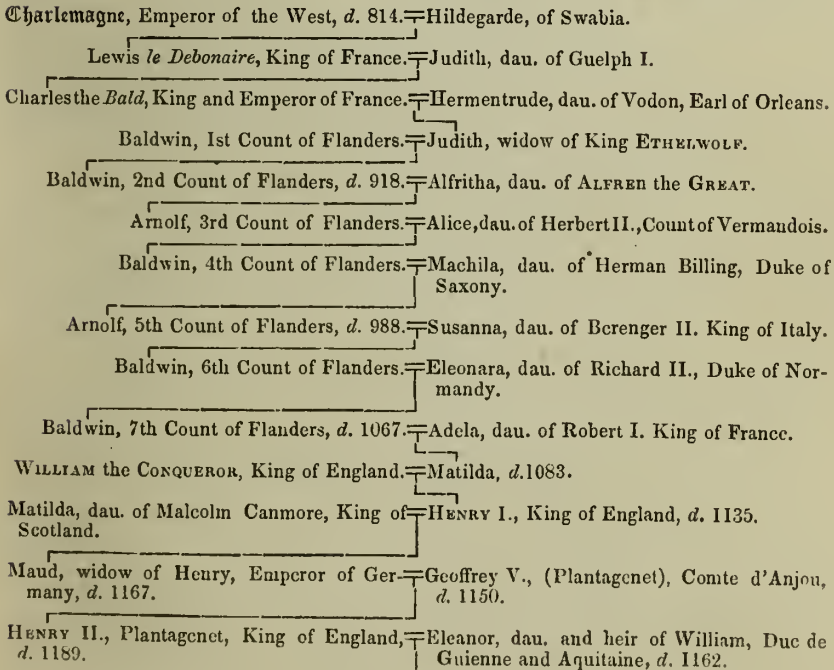 Charlemagne, Emperor of the West, d. 814.=Hildegarde, of Swabia.
Lewis le Debonaire, King of France.=Judith, dau. of Guelph I.
Charles the Bald, King and Emperor of France.=Hermentrude, dau. of Vodon, Earl of Orleans.
Baldwin, 1st Count of Flanders.=Judith, widow of King ETHELWOLF.
Baldwin, 2nd Count of Flanders, d. 918.=Alfritha, dau. of ALFREN the GREAT.
Arnolf, 3rd Count of Flanders.=Alice, dau. of Herbert II., Count of Vermaudois.
Baldwin, 4th Count of Flanders.=Machila, dau. of Herman Billing, Duke of
Saxony.
Arnolf, 5th Count of Flanders, d. 988.=Susanna, dau. of Berenger II. King of Italy.
Baldwin, 6th Count of Flanders.=Eleonara, dau. of Richard II., Duke of Nor-
mandy.
Baldwin, 7th Count of Flanders, d. 1067.=Adela, dau. of Robert I. King of France.
WILLIAM the CONQUEROR, King of England.=Matilda, d. 1083.
Matilda, dau. of Malcolm Canmore, King of=HENRY I., King of England, d. 1135.
Scotland.
Maud, widow of Henry, Emperor of Ger-=Geoffrey V., (Plantagenet), Comte d'Anjou,
many, d. 1167. d. 1150.
HENRY II., Plantagenet, King of England,=Eleanor, dau. and heir of William, Duc de
d. 1189. Guienne and Aquitaine, d. 1162.